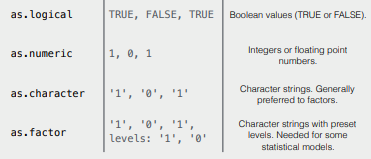 as.logical TRUE, FALSE, TRUE Boolean values (TRUE or FALSE).
as.numeric 1, 0, 1 Integers or floating point
numbers.
as.character '1', '0', '1' Character strings. Generally
preferred to factors.
as.factor '1', '0', '1',
levels: '1', '0' Character strings with preset
levels. Needed for some
statistical models.